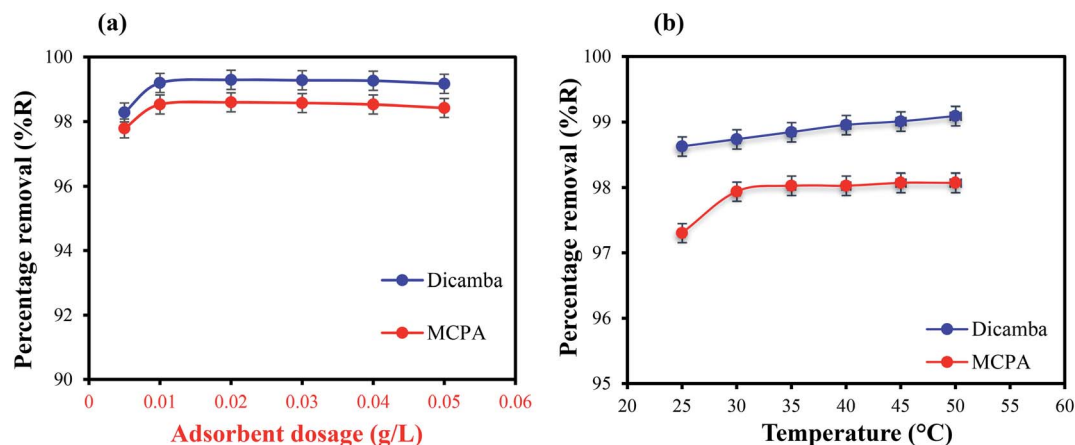 (a)
Percentage removal (%R)
100
98
96
94
92
90
Dicamba
MCPA
0 0.01 0.02 0.03 0.04 0.05 0.06
Adsorbent dosage (g/L)
(b)
Percentage removal (%R)
100
99
98
97
96
95
Dicamba
MCPA
20 25 30 35 40 45 50 55 60
Temperature (°C)